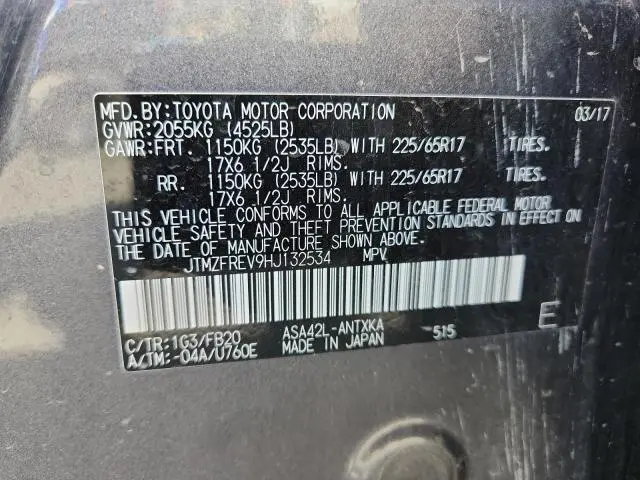 MFD. BY: TOYOTA MOTOR CORPORATION 03/17
GVWR: 2055KG (4525LB)
GAWR: FRT. 1150KG (2535LB) WITH 225/65R17 TIRES.
17X6 1/2J RIMS.
RR. 1150KG (2535LB) WITH 225/65R17 TIRES.
17X6 1/2J RIMS.
THIS VEHICLE CONFORMS TO ALL APPLICABLE FEDERAL MOTOR
VEHICLE SAFETY AND THEFT PREVENTION STANDARDS IN EFFECT ON
THE DATE OF MANUFACTURE SHOWN ABOVE.
JTMZFREV9HJ132534 MPV
C/TR: 1G3/FB20 ASA42L-ANTXKA 515 E
A/TM: -04A/U760E MADE IN JAPAN